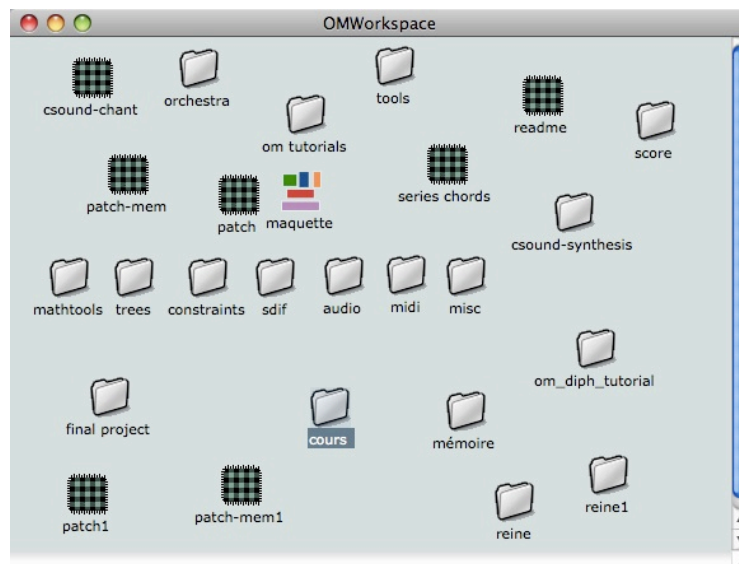 OMWorkspace
csound-chant
orchestra
tools
om tutorials
readme
score
patch-mem
patch
maquette
series chords
csound-synthesis
mathtools
trees
constraints
sdif
audio
midi
misc
om_diph_tutorial
final project
cours
mémoire
patch1
patch-mem1
reine
reine1